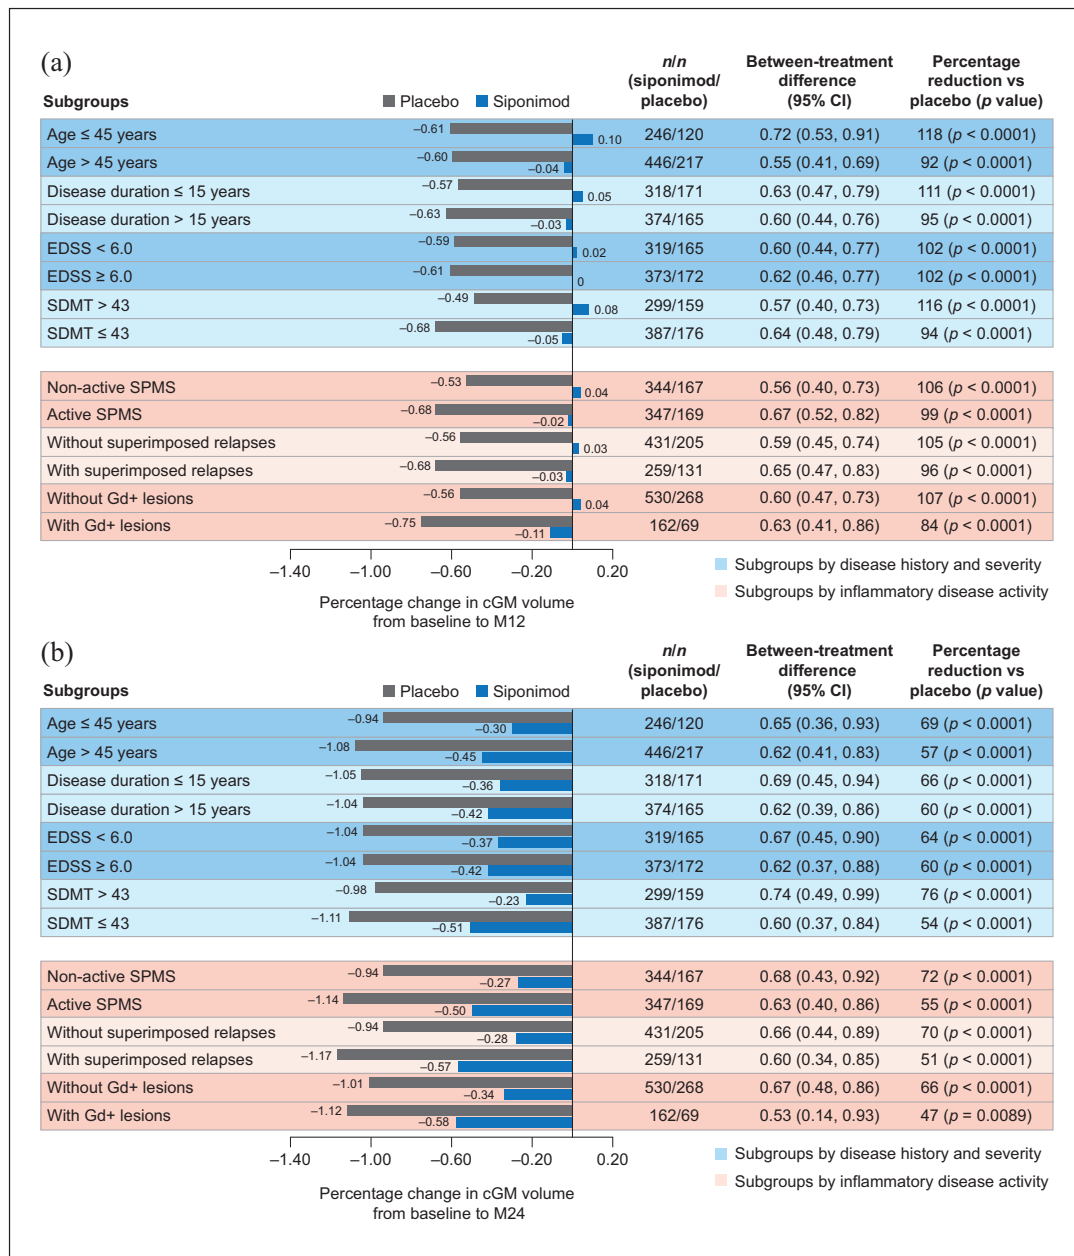 (a)
n/n
(siponimod/
placebo)
Between-treatment
difference
(95% CI)
Percentage
reduction vs
placebo (p value)
Subgroups
Placebo
Siponimod
Age ≤ 45 years –0.61 0.10 246/120 0.72 (0.53, 0.91) 118 (p < 0.0001)
Age > 45 years –0.60 –0.04 446/217 0.55 (0.41, 0.69) 92 (p < 0.0001)
Disease duration ≤ 15 years –0.57 0.05 318/171 0.63 (0.47, 0.79) 111 (p < 0.0001)
Disease duration > 15 years –0.63 –0.03 374/165 0.60 (0.44, 0.76) 95 (p < 0.0001)
EDSS < 6.0 –0.59 0.02 319/165 0.60 (0.44, 0.77) 102 (p < 0.0001)
EDSS ≥ 6.0 –0.61 0 373/172 0.62 (0.46, 0.77) 102 (p < 0.0001)
SDMT > 43 –0.49 0.08 299/159 0.57 (0.40, 0.73) 116 (p < 0.0001)
SDMT ≤ 43 –0.68 –0.05 387/176 0.64 (0.48, 0.79) 94 (p < 0.0001)
Non-active SPMS –0.53 0.04 344/167 0.56 (0.40, 0.73) 106 (p < 0.0001)
Active SPMS –0.68 –0.02 347/169 0.67 (0.52, 0.82) 99 (p < 0.0001)
Without superimposed relapses –0.56 0.03 431/205 0.59 (0.45, 0.74) 105 (p < 0.0001)
With superimposed relapses –0.68 –0.03 259/131 0.65 (0.47, 0.83) 96 (p < 0.0001)
Without Gd+ lesions –0.56 0.04 530/268 0.60 (0.47, 0.73) 107 (p < 0.0001)
With Gd+ lesions –0.75 –0.11 162/69 0.63 (0.41, 0.86) 84 (p < 0.0001)
–1.40 –1.00 –0.60 –0.20 0.20
Percentage change in cGM volume
from baseline to M12
Subgroups by disease history and severity
Subgroups by inflammatory disease activity
(b)
n/n
(siponimod/
placebo)
Between-treatment
difference
(95% CI)
Percentage
reduction vs
placebo (p value)
Subgroups
Placebo
Siponimod
Age ≤ 45 years –0.94 –0.30 246/120 0.65 (0.36, 0.93) 69 (p < 0.0001)
Age > 45 years –1.08 –0.45 446/217 0.62 (0.41, 0.83) 57 (p < 0.0001)
Disease duration ≤ 15 years –1.05 –0.36 318/171 0.69 (0.45, 0.94) 66 (p < 0.0001)
Disease duration > 15 years –1.04 –0.42 374/165 0.62 (0.39, 0.86) 60 (p < 0.0001)
EDSS < 6.0 –1.04 –0.37 319/165 0.67 (0.45, 0.90) 64 (p < 0.0001)
EDSS ≥ 6.0 –1.04 –0.42 373/172 0.62 (0.37, 0.88) 60 (p < 0.0001)
SDMT > 43 –0.98 –0.23 299/159 0.74 (0.49, 0.99) 76 (p < 0.0001)
SDMT ≤ 43 –1.11 –0.51 387/176 0.60 (0.37, 0.84) 54 (p < 0.0001)
Non-active SPMS –0.94 –0.27 344/167 0.68 (0.43, 0.92) 72 (p < 0.0001)
Active SPMS –1.14 –0.50 347/169 0.63 (0.40, 0.86) 55 (p < 0.0001)
Without superimposed relapses –0.94 –0.28 431/205 0.66 (0.44, 0.89) 70 (p < 0.0001)
With superimposed relapses –1.17 –0.57 259/131 0.60 (0.34, 0.85) 51 (p < 0.0001)
Without Gd+ lesions –1.01 –0.34 530/268 0.67 (0.48, 0.86) 66 (p < 0.0001)
With Gd+ lesions –1.12 –0.58 162/69 0.53 (0.14, 0.93) 47 (p = 0.0089)
–1.40 –1.00 –0.60 –0.20 0.20
Percentage change in cGM volume
from baseline to M24
Subgroups by disease history and severity
Subgroups by inflammatory disease activity